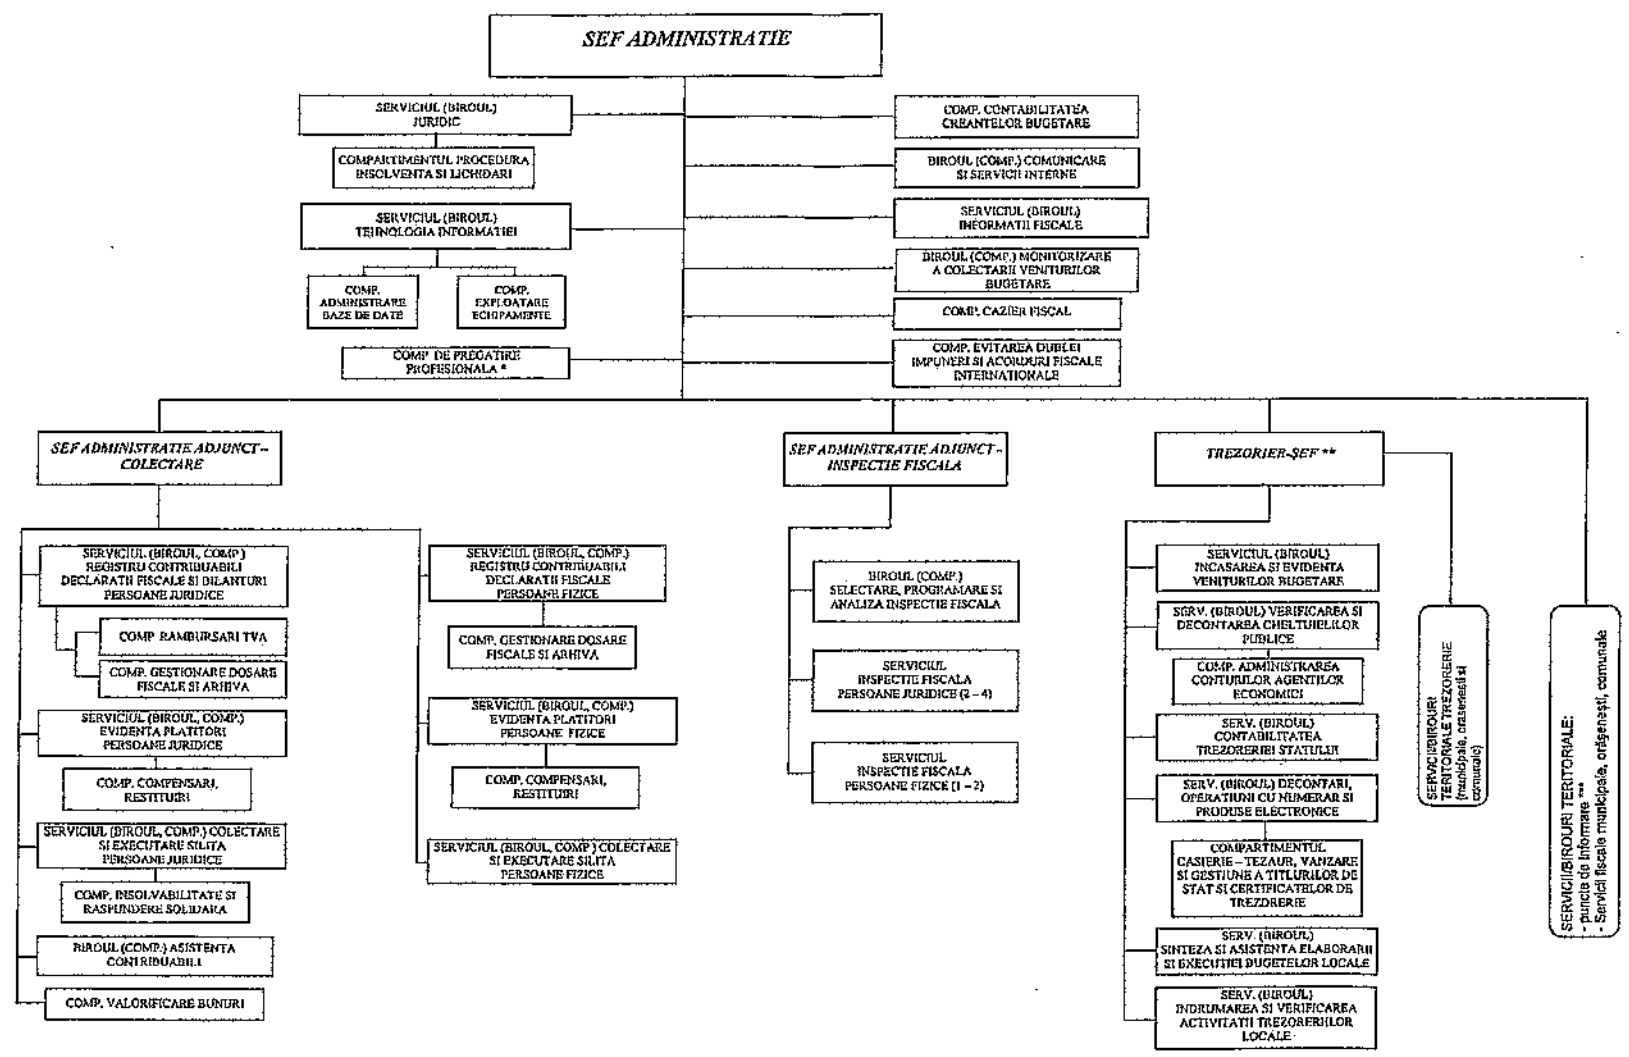 SEF ADMINISTRATIE
SERVICIUL (BIROUL)
JURIDIC
COMPARTIMENTUL PROCEDURA
INSOLVENTA SI LICHIDARI
SERVICIUL (BIROUL)
TEHNOLOGIA INFORMATIEI
COMP.
ADMINISTRARE
BAZE DE DATE
COMP.
EXPLOATARE
ECHIPAMENTE
COMP. DE PREGATIRE
PROFESIONALA *
COMP. CONTABILITATEA
CREANTELOR BUGETARE
BIROUL (COMP.) COMUNICARE
SI SERVICII INTERNE
SERVICIUL (BIROUL)
INFORMATII FISCALE
BIROUL (COMP.) MONITORIZARE
A COLECTARII VENITURILOR
BUGETARE
COMP. CAZIER FISCAL
COMP. EVITAREA DUBLEI
IMPUNERI SI ACORDURI FISCALE
INTERNATIONALE
SEF ADMINISTRATIE ADJUNCT –
COLECTARE
SERVICIUL (BIROUL, COMP.)
REGISTRU CONTRIBUABILI
DECLARATII FISCALE SI BILANTURI
PERSOANE JURIDICE
COMP. RAMBURSARI TVA
COMP. GESTIONARE DOSARE
FISCALE SI ARHIVA
SERVICIUL (BIROUL, COMP.)
EVIDENTA PLATITORI
PERSOANE JURIDICE
COMP. COMPENSARI,
RESTITUIRI
SERVICIUL (BIROUL, COMP.) COLECTARE
SI EXECUTARE SILITA
PERSOANE JURIDICE
COMP. INSOLVABILITATE SI
RASPUNDERE SOLIDARA
BIROUL (COMP.) ASISTENTA
CONTRIBUABILI
COMP. VALORIFICARE BUNURI
SERVICIUL (BIROUL, COMP.)
REGISTRU CONTRIBUABILI
DECLARATII FISCALE
PERSOANE FIZICE
COMP. GESTIONARE DOSARE
FISCALE SI ARHIVA
SERVICIUL (BIROUL, COMP.)
EVIDENTA PLATITORI
PERSOANE FIZICE
COMP. COMPENSARI,
RESTITUIRI
SERVICIUL (BIROUL, COMP.) COLECTARE
SI EXECUTARE SILITA
PERSOANE FIZICE
SEF ADMINISTRATIE ADJUNCT –
INSPECTIE FISCALA
BIROUL (COMP.)
SELECTARE, PROGRAMARE SI
ANALIZA INSPECTIE FISCALA
SERVICIUL
INSPECTIE FISCALA
PERSOANE JURIDICE (2 – 4)
SERVICIUL
INSPECTIE FISCALA
PERSOANE FIZICE (1 – 2)
TREZORIER-ŞEF **
SERVICIUL (BIROUL)
INCASAREA SI EVIDENTA
VENITURILOR BUGETARE
SERV. (BIROUL) VERIFICAREA SI
DECONTAREA CHELTUIELILOR
PUBLICE
COMP. ADMINISTRAREA
CONTURILOR AGENTILOR
ECONOMICI
SERV. (BIROUL)
CONTABILITATEA
TREZORERIEI STATULUI
SERV. (BIROUL) DECONTARI,
OPERATIUNI CU NUMERAR SI
PRODUSE ELECTRONICE
COMPARTIMENTUL
CASIERIE – TEZAUR, VANZARE
SI GESTIUNE A TITLURILOR DE
STAT SI CERTIFICATELOR DE
TREZORERIE
SERV. (BIROUL)
SINTEZA SI ASISTENTA ELABORARII
SI EXECUTIEI BUGETELOR LOCALE
SERV. (BIROUL)
INDRUMAREA SI VERIFICAREA
ACTIVITATII TREZORERIILOR
LOCALE
SERVICII/BIROURI
TERITORIALE TREZORERIE
(municipale, orasenesti si
comunale)
SERVICII/BIROURI TERITORIALE:
- puncte de informare ***
- Servicii fiscale municipale, orăşeneşti, comunale